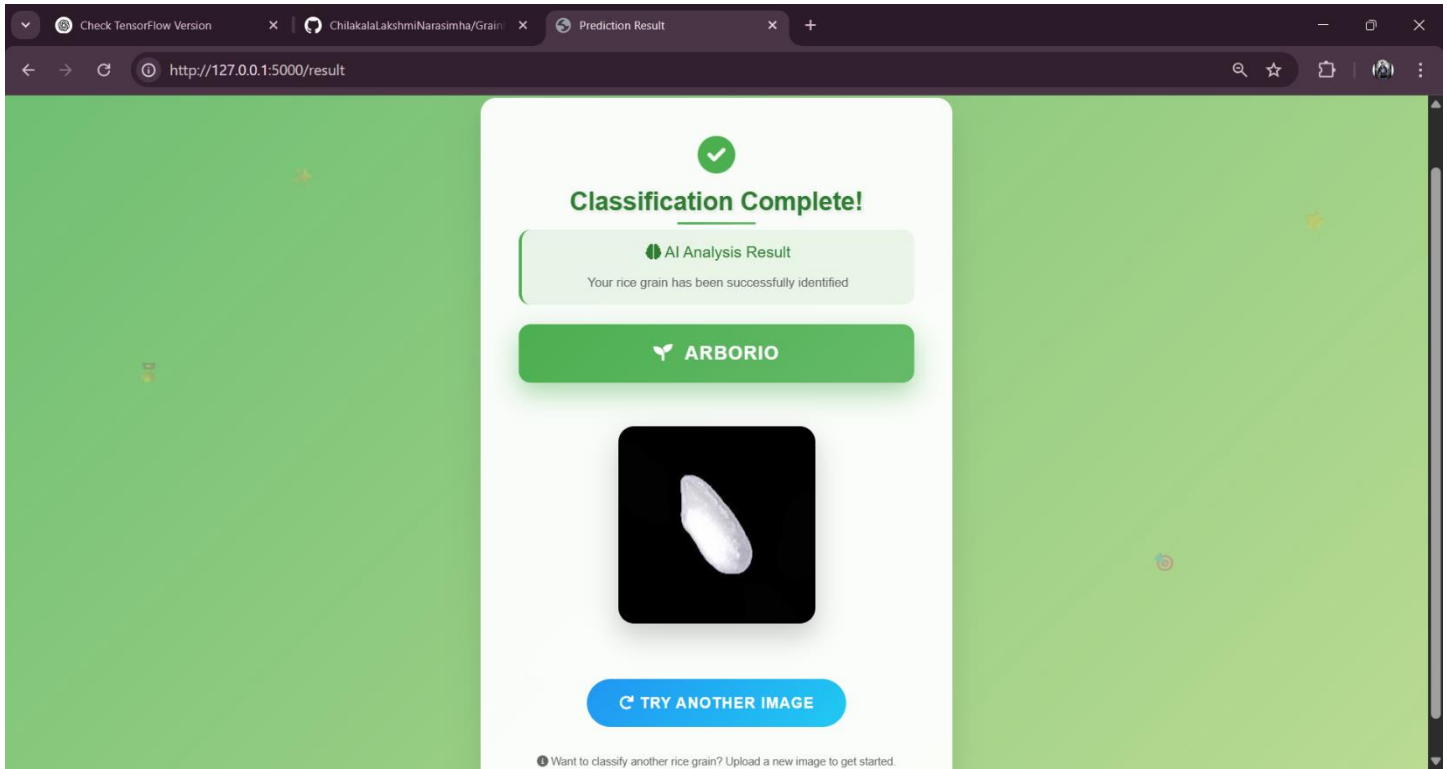 Check TensorFlow Version
ChilakalaLakshmiNarasimha/Grain
Prediction Result
http://127.0.0.1:5000/result
Classification Complete!
AI Analysis Result
Your rice grain has been successfully identified
ARBORIO
TRY ANOTHER IMAGE
Want to classify another rice grain? Upload a new image to get started.